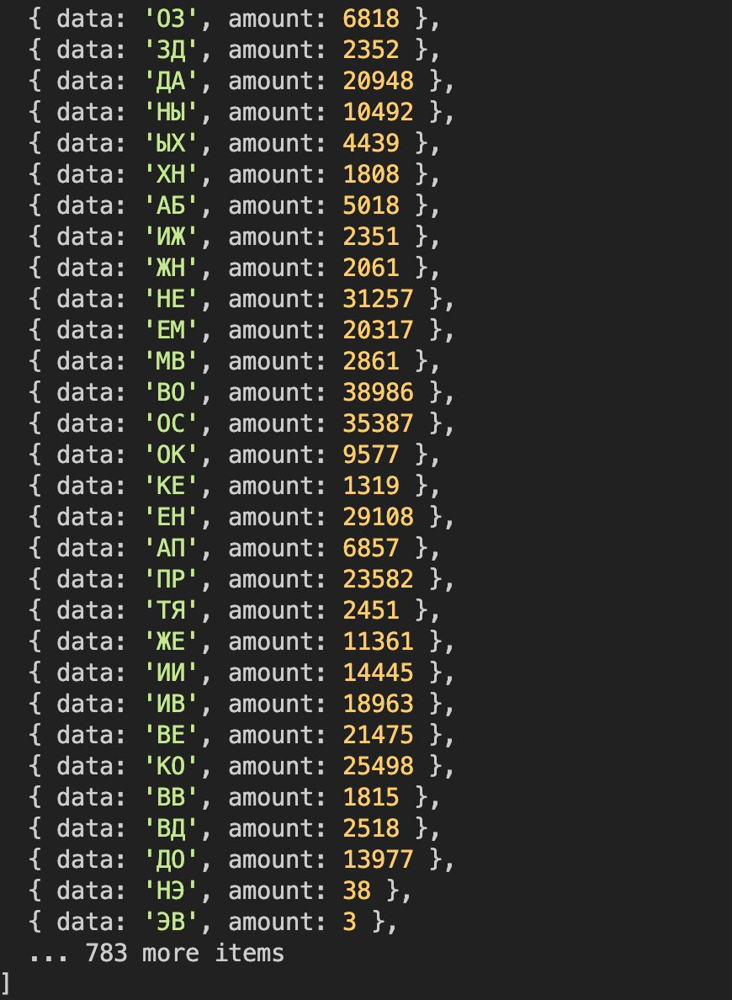 { data: 'ОЗ', amount: 6818 },
{ data: 'ЗД', amount: 2352 },
{ data: 'ДА', amount: 20948 },
{ data: 'НЫ', amount: 10492 },
{ data: 'ЫХ', amount: 4439 },
{ data: 'ХН', amount: 1808 },
{ data: 'АБ', amount: 5018 },
{ data: 'ИЖ', amount: 2351 },
{ data: 'ЖН', amount: 2061 },
{ data: 'НЕ', amount: 31257 },
{ data: 'ЕМ', amount: 20317 },
{ data: 'МВ', amount: 2861 },
{ data: 'ВО', amount: 38986 },
{ data: 'ОС', amount: 35387 },
{ data: 'ОК', amount: 9577 },
{ data: 'КЕ', amount: 1319 },
{ data: 'ЕН', amount: 29108 },
{ data: 'АП', amount: 6857 },
{ data: 'ПР', amount: 23582 },
{ data: 'ТЯ', amount: 2451 },
{ data: 'ЖЕ', amount: 11361 },
{ data: 'ИИ', amount: 14445 },
{ data: 'ИВ', amount: 18963 },
{ data: 'ВЕ', amount: 21475 },
{ data: 'КО', amount: 25498 },
{ data: 'ВВ', amount: 1815 },
{ data: 'ВД', amount: 2518 },
{ data: 'ДО', amount: 13977 },
{ data: 'НЭ', amount: 38 },
{ data: 'ЭВ', amount: 3 },
... 783 more items
]